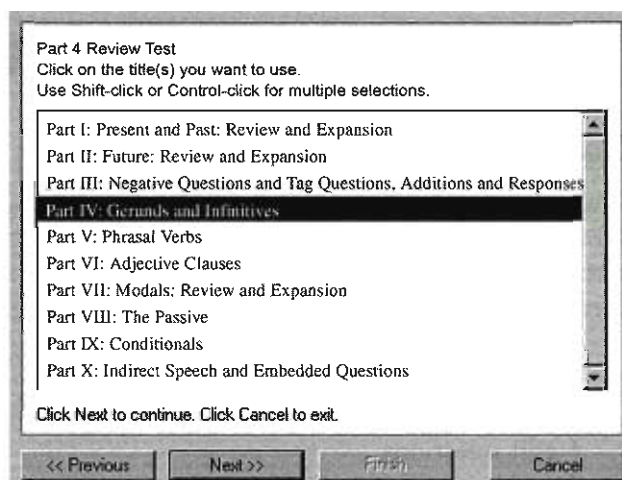 Part 4 Review Test
Click on the title(s) you want to use.
Use Shift-click or Control-click for multiple selections.
Part I: Present and Past: Review and Expansion
Part II: Future: Review and Expansion
Part III: Negative Questions and Tag Questions, Additions and Responses
Part IV: Gerunds and Infinitives
Part V: Phrasal Verbs
Part VI: Adjective Clauses
Part VII: Modals: Review and Expansion
Part VIII: The Passive
Part IX: Conditionals
Part X: Indirect Speech and Embedded Questions
Click Next to continue. Click Cancel to exit.
<< Previous Next >> Finish Cancel